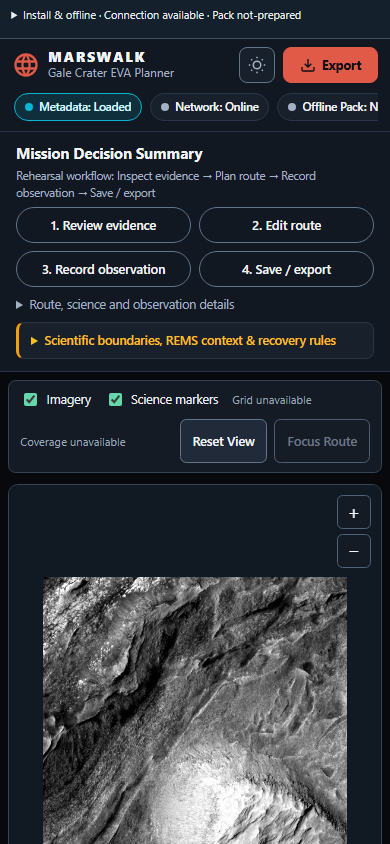 Install & offline · Connection available · Pack not-prepared
MARSWALK
Gale Crater EVA Planner
Export
Metadata: Loaded
Network: Online
Offline Pack: N
Mission Decision Summary
Rehearsal workflow: Inspect evidence → Plan route → Record
observation → Save / export
1. Review evidence
2. Edit route
3. Record observation
4. Save / export
Route, science and observation details
Scientific boundaries, REMS context & recovery rules
Imagery
Science markers
Grid unavailable
Coverage unavailable
Reset View
Focus Route
+
−